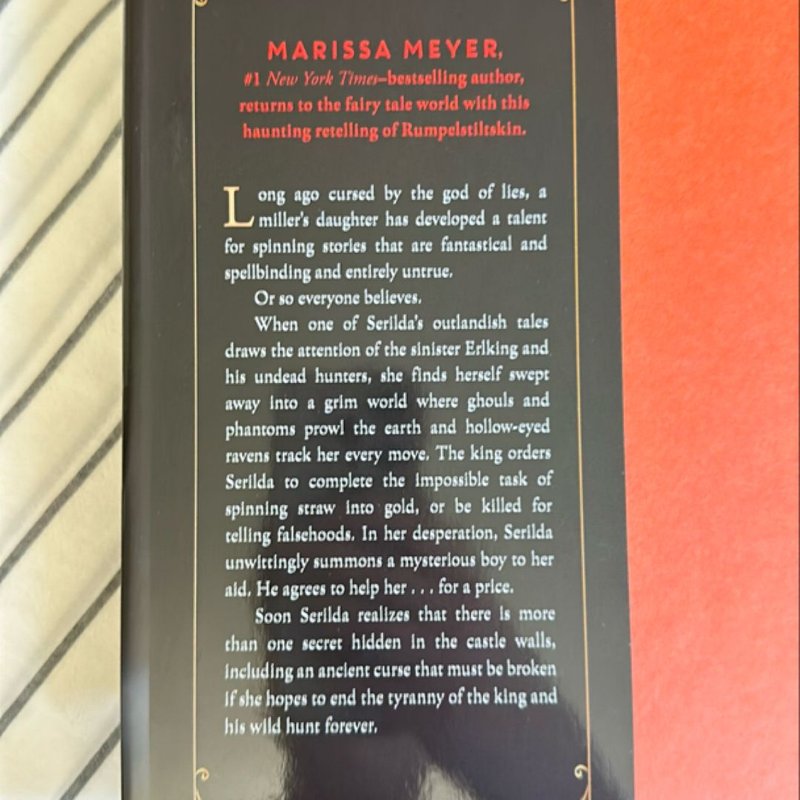 MARISSA MEYER,
#1 New York Times–bestselling author,
returns to the fairy tale world with this
haunting retelling of Rumpelstiltskin.
Long ago cursed by the god of lies, a
miller's daughter has developed a talent
for spinning stories that are fantastical and
spellbinding and entirely untrue.
Or so everyone believes.
When one of Serilda's outlandish tales
draws the attention of the sinister Erlking and
his undead hunters, she finds herself swept
away into a grim world where ghouls and
phantoms prowl the earth and hollow-eyed
ravens track her every move. The king orders
Serilda to complete the impossible task of
spinning straw into gold, or be killed for
telling falsehoods. In her desperation, Serilda
unwittingly summons a mysterious boy to her
aid. He agrees to help her . . . for a price.
Soon Serilda realizes that there is more
than one secret hidden in the castle walls,
including an ancient curse that must be broken
if she hopes to end the tyranny of the king and
his wild hunt forever.